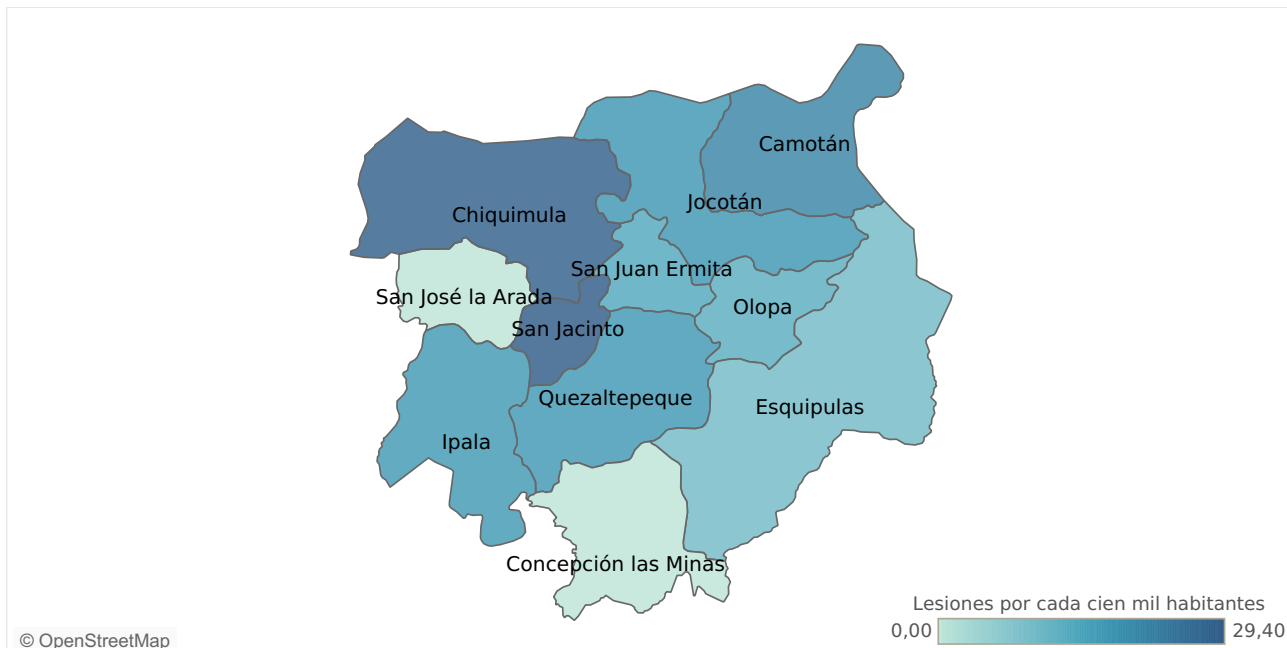 Camotán
Jocotán
Chiquimula
San Juan Ermita
San José la Arada
Olopa
San Jacinto
Quezaltepeque
Esquipulas
Ipala
Concepción las Minas
Lesiones por cada cien mil habitantes
0,00 29,40
© OpenStreetMap